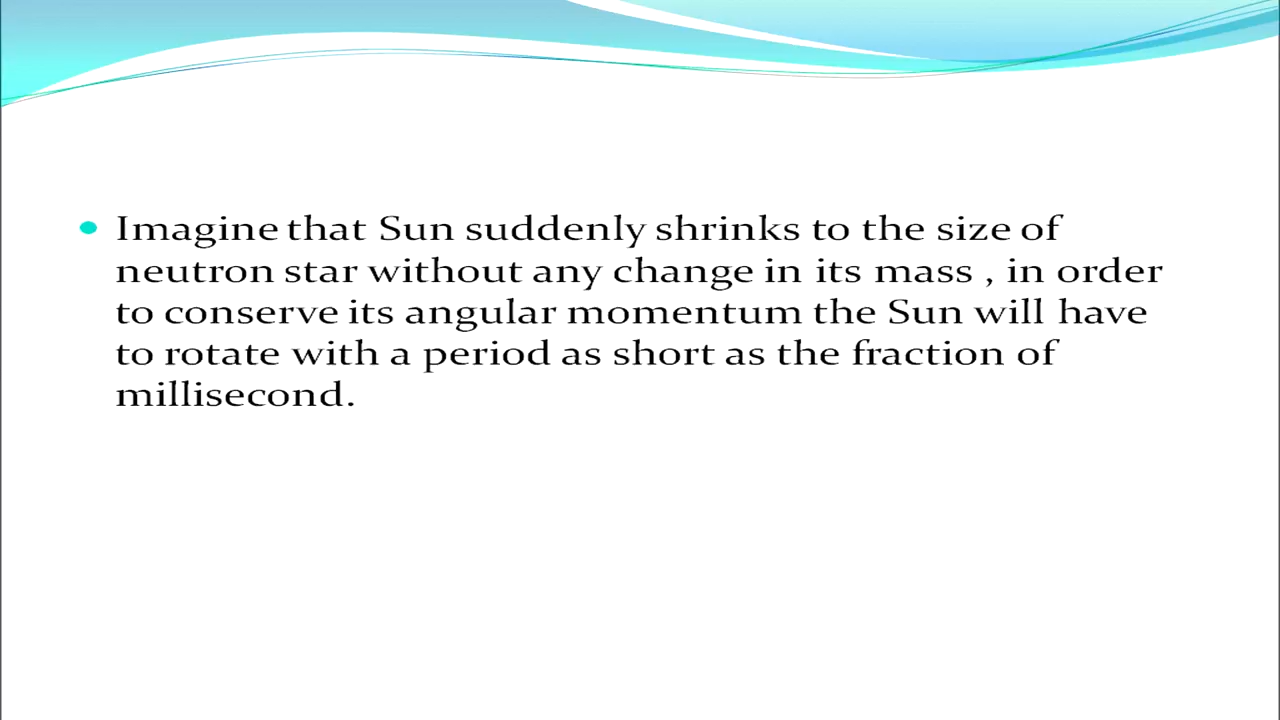 Imagine that Sun suddenly shrinks to the size of
neutron star without any change in its mass , in order
to conserve its angular momentum the Sun will have
to rotate with a period as short as the fraction of
millisecond.